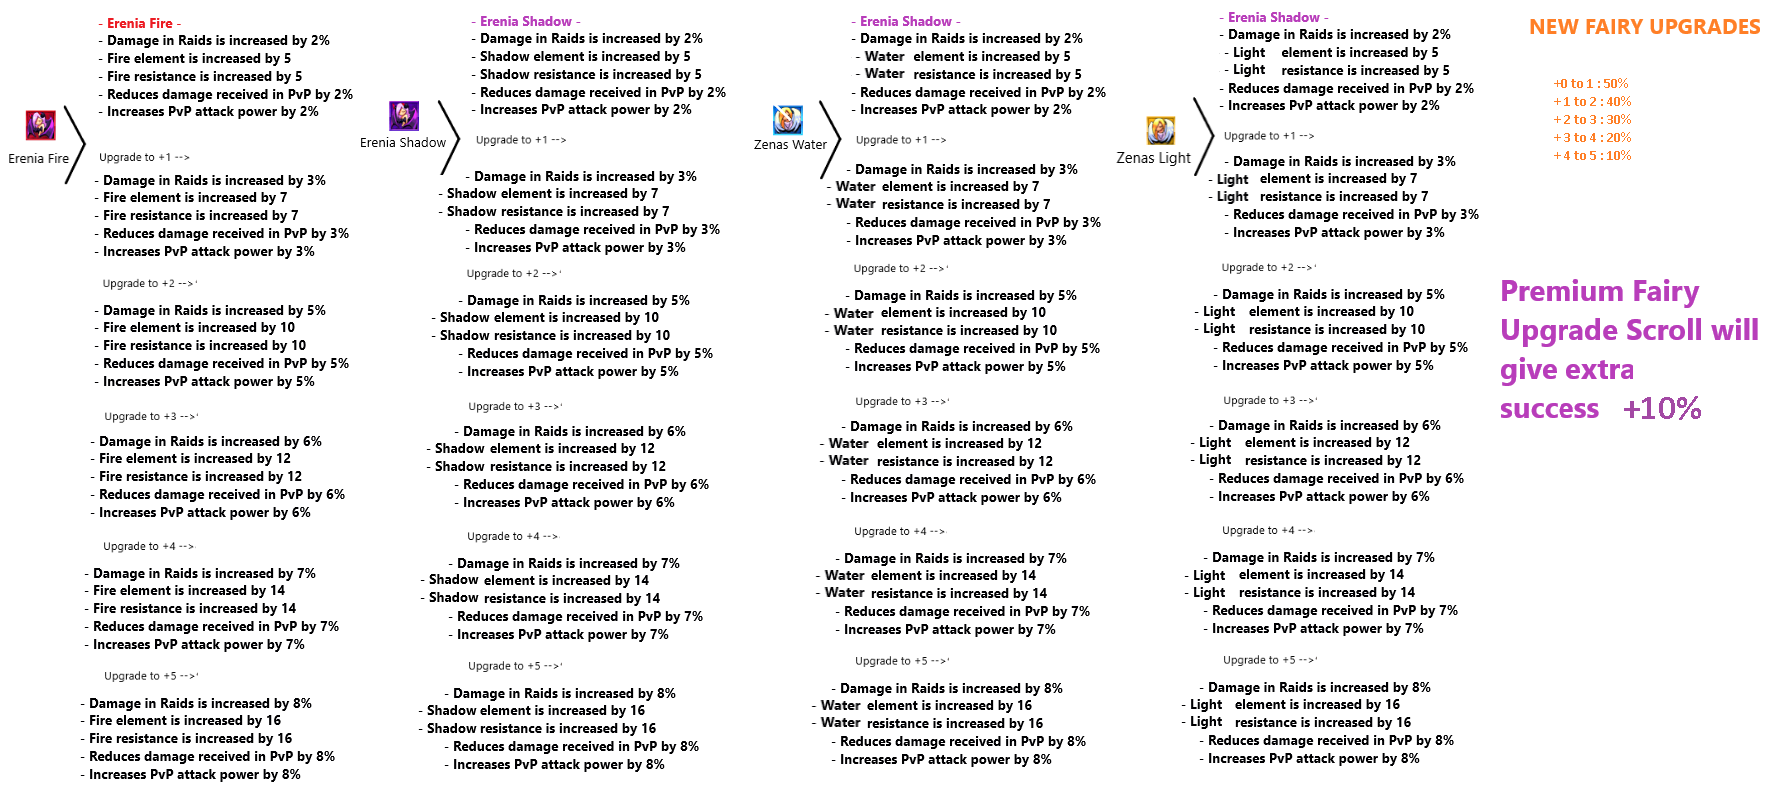 - Erenia Fire -
- Damage in Raids is increased by 2%
- Fire element is increased by 5
- Fire resistance is increased by 5
- Reduces damage received in PvP by 2%
- Increases PvP attack power by 2%
Erenia Fire
Upgrade to +1 -->
- Damage in Raids is increased by 3%
- Fire element is increased by 7
- Fire resistance is increased by 7
- Reduces damage received in PvP by 3%
- Increases PvP attack power by 3%
Upgrade to +2 -->'
- Damage in Raids is increased by 5%
- Fire element is increased by 10
- Fire resistance is increased by 10
- Reduces damage received in PvP by 5%
- Increases PvP attack power by 5%
Upgrade to +3 -->'
- Damage in Raids is increased by 6%
- Fire element is increased by 12
- Fire resistance is increased by 12
- Reduces damage received in PvP by 6%
- Increases PvP attack power by 6%
Upgrade to +4 -->
- Damage in Raids is increased by 7%
- Fire element is increased by 14
- Fire resistance is increased by 14
- Reduces damage received in PvP by 7%
- Increases PvP attack power by 7%
Upgrade to +5 -->'
- Damage in Raids is increased by 8%
- Fire element is increased by 16
- Fire resistance is increased by 16
- Reduces damage received in PvP by 8%
- Increases PvP attack power by 8%
- Erenia Shadow -
- Damage in Raids is increased by 2%
- Shadow element is increased by 5
- Shadow resistance is increased by 5
- Reduces damage received in PvP by 2%
- Increases PvP attack power by 2%
Erenia Shadow
Upgrade to +1 -->
- Damage in Raids is increased by 3%
- Shadow element is increased by 7
- Shadow resistance is increased by 7
- Reduces damage received in PvP by 3%
- Increases PvP attack power by 3%
Upgrade to +2 -->'
- Damage in Raids is increased by 5%
- Shadow element is increased by 10
- Shadow resistance is increased by 10
- Reduces damage received in PvP by 5%
- Increases PvP attack power by 5%
Upgrade to +3 -->'
- Damage in Raids is increased by 6%
- Shadow element is increased by 12
- Shadow resistance is increased by 12
- Reduces damage received in PvP by 6%
- Increases PvP attack power by 6%
Upgrade to +4 -->
- Damage in Raids is increased by 7%
- Shadow element is increased by 14
- Shadow resistance is increased by 14
- Reduces damage received in PvP by 7%
- Increases PvP attack power by 7%
Upgrade to +5 -->'
- Damage in Raids is increased by 8%
- Shadow element is increased by 16
- Shadow resistance is increased by 16
- Reduces damage received in PvP by 8%
- Increases PvP attack power by 8%
- Erenia Shadow -
- Damage in Raids is increased by 2%
- Water element is increased by 5
- Water resistance is increased by 5
- Reduces damage received in PvP by 2%
- Increases PvP attack power by 2%
Zenas Water
Upgrade to +1 -->
- Damage in Raids is increased by 3%
- Water element is increased by 7
- Water resistance is increased by 7
- Reduces damage received in PvP by 3%
- Increases PvP attack power by 3%
Upgrade to +2 -->'
- Damage in Raids is increased by 5%
- Water element is increased by 10
- Water resistance is increased by 10
- Reduces damage received in PvP by 5%
- Increases PvP attack power by 5%
Upgrade to +3 -->'
- Damage in Raids is increased by 6%
- Water element is increased by 12
- Water resistance is increased by 12
- Reduces damage received in PvP by 6%
- Increases PvP attack power by 6%
Upgrade to +4 -->
- Damage in Raids is increased by 7%
- Water element is increased by 14
- Water resistance is increased by 14
- Reduces damage received in PvP by 7%
- Increases PvP attack power by 7%
Upgrade to +5 -->'
- Damage in Raids is increased by 8%
- Water element is increased by 16
- Water resistance is increased by 16
- Reduces damage received in PvP by 8%
- Increases PvP attack power by 8%
- Erenia Shadow -
- Damage in Raids is increased by 2%
- Light element is increased by 5
- Light resistance is increased by 5
- Reduces damage received in PvP by 2%
- Increases PvP attack power by 2%
Zenas Light
Upgrade to +1 -->
- Damage in Raids is increased by 3%
- Light element is increased by 7
- Light resistance is increased by 7
- Reduces damage received in PvP by 3%
- Increases PvP attack power by 3%
Upgrade to +2 -->'
- Damage in Raids is increased by 5%
- Light element is increased by 10
- Light resistance is increased by 10
- Reduces damage received in PvP by 5%
- Increases PvP attack power by 5%
Upgrade to +3 -->'
- Damage in Raids is increased by 6%
- Light element is increased by 12
- Light resistance is increased by 12
- Reduces damage received in PvP by 6%
- Increases PvP attack power by 6%
Upgrade to +4 -->
- Damage in Raids is increased by 7%
- Light element is increased by 14
- Light resistance is increased by 14
- Reduces damage received in PvP by 7%
- Increases PvP attack power by 7%
Upgrade to +5 -->'
- Damage in Raids is increased by 8%
- Light element is increased by 16
- Light resistance is increased by 16
- Reduces damage received in PvP by 8%
- Increases PvP attack power by 8%
NEW FAIRY UPGRADES
+0 to 1 : 50%
+1 to 2 : 40%
+2 to 3 : 30%
+3 to 4 : 20%
+4 to 5 : 10%
Premium Fairy
Upgrade Scroll will
give extra
success +10%